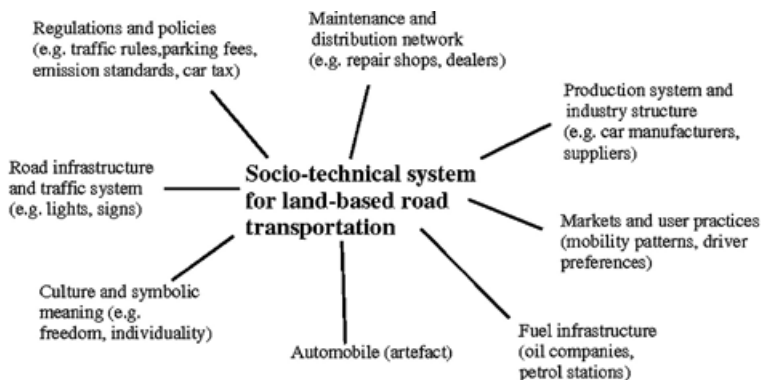 Regulations and policies
(e.g. traffic rules,parking fees,
emission standards, car tax)
Maintenance and
distribution network
(e.g. repair shops, dealers)
Production system and
industry structure
(e.g. car manufacturers,
suppliers)
Road infrastructure
and traffic system
(e.g. lights, signs)
Socio-technical system
for land-based road
transportation
Markets and user practices
(mobility patterns, driver
preferences)
Culture and symbolic
meaning (e.g.
freedom, individuality)
Automobile (artefact)
Fuel infrastructure
(oil companies,
petrol stations)